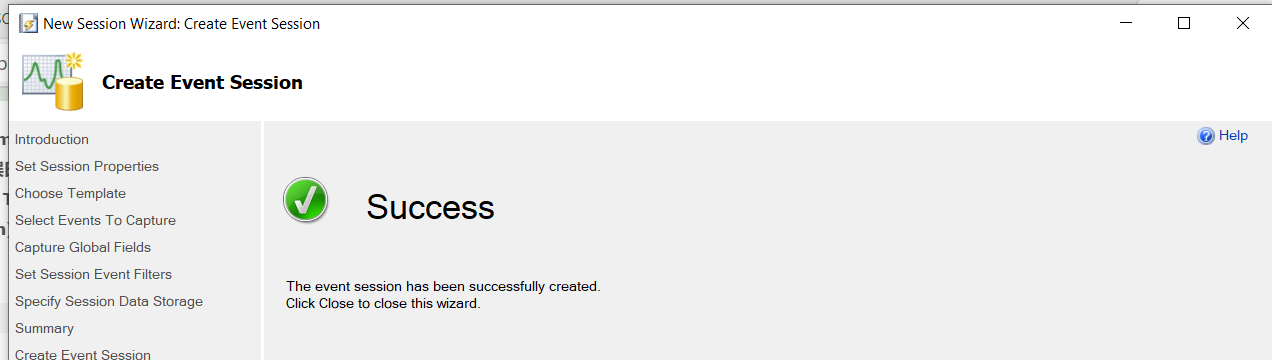 New Session Wizard: Create Event Session
Create Event Session
Introduction
Set Session Properties
Choose Template
Select Events To Capture
Capture Global Fields
Set Session Event Filters
Specify Session Data Storage
Summary
Create Event Session
Help
Success
The event session has been successfully created.
Click Close to close this wizard.